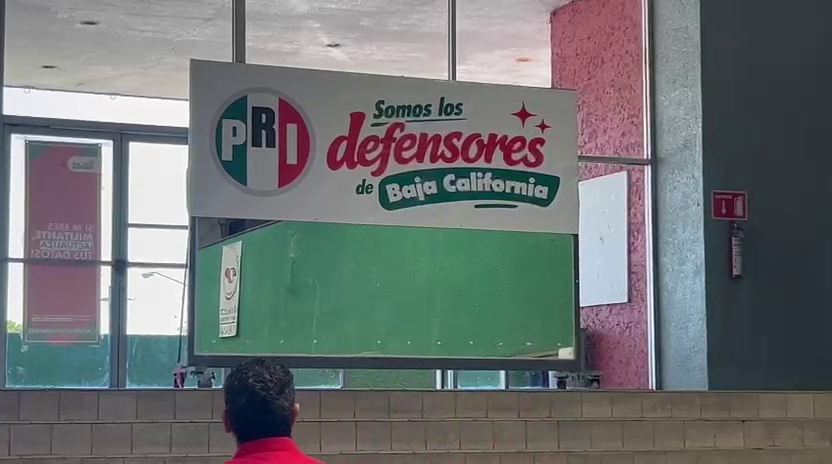 PRI
Somos los
defensores
de Baja California
SI YA ERES
MILITANTE,
¡ACTUALIZA
TUS DATOS!